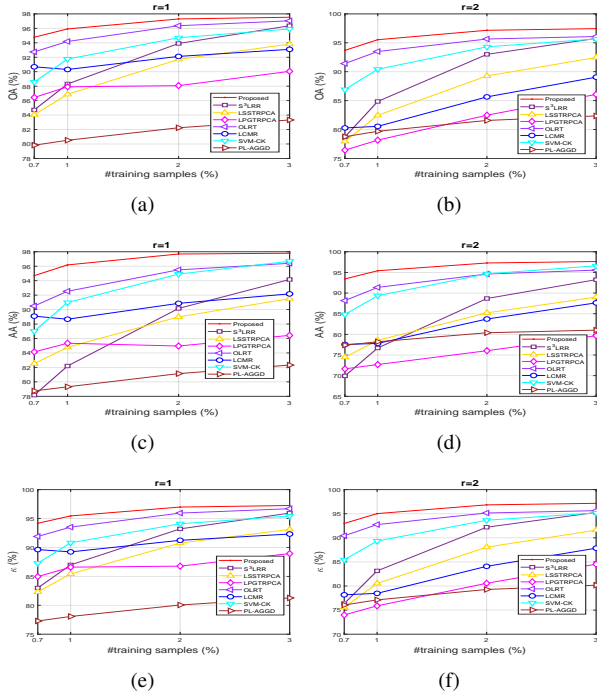 r=1
OA (%)
98
96
94
92
90
88
86
84
82
80
78
0.7 1 2 3
#training samples (%)
Proposed
S³LRR
LSSTRPCA
LPGTRPCA
OLRT
LCMR
SVM-CK
PL-AGGD
(a)
r=2
OA (%)
100
95
90
85
80
75
0.7 1 2 3
#training samples (%)
Proposed
S³LRR
LSSTRPCA
LPGTRPCA
OLRT
LCMR
SVM-CK
PL-AGGD
(b)
r=1
AA (%)
98
96
94
92
90
88
86
84
82
80
78
0.7 1 2 3
#training samples (%)
Proposed
S³LRR
LSSTRPCA
LPGTRPCA
OLRT
LCMR
SVM-CK
PL-AGGD
(c)
r=2
AA (%)
100
95
90
85
80
75
70
65
0.7 1 2 3
#training samples (%)
Proposed
S³LRR
LSSTRPCA
LPGTRPCA
OLRT
LCMR
SVM-CK
PL-AGGD
(d)
r=1
κ (%)
100
95
90
85
80
75
0.7 1 2 3
#training samples (%)
Proposed
S³LRR
LSSTRPCA
LPGTRPCA
OLRT
LCMR
SVM-CK
PL-AGGD
(e)
r=2
κ (%)
100
95
90
85
80
75
70
0.7 1 2 3
#training samples (%)
Proposed
S³LRR
LSSTRPCA
LPGTRPCA
OLRT
LCMR
SVM-CK
PL-AGGD
(f)